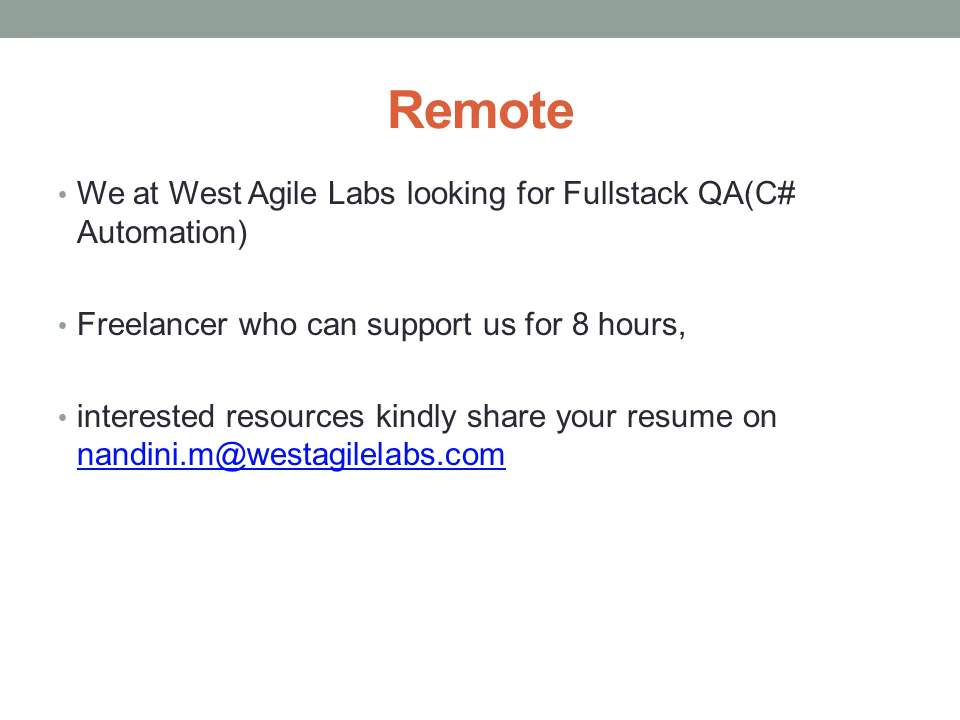 Remote
• We at West Agile Labs looking for Fullstack QA(C#
Automation)
• Freelancer who can support us for 8 hours,
• interested resources kindly share your resume on
nandini.m@westagilelabs.com